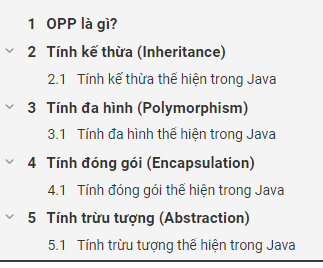 1 OPP là gì?
2 Tính kế thừa (Inheritance)
2.1 Tính kế thừa thể hiện trong Java
3 Tính đa hình (Polymorphism)
3.1 Tính đa hình thể hiện trong Java
4 Tính đóng gói (Encapsulation)
4.1 Tính đóng gói thể hiện trong Java
5 Tính trừu tượng (Abstraction)
5.1 Tính trừu tượng thể hiện trong Java